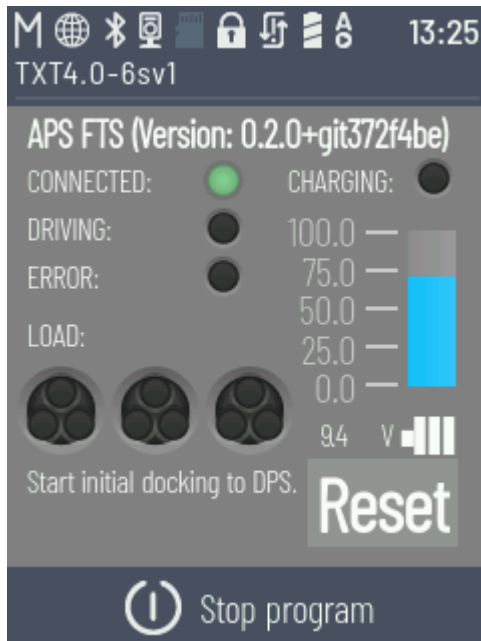 M 13:25
TXT4.0-6sv1
APS FTS (Version: 0.2.0+git372f4be)
CONNECTED: CHARGING:
DRIVING: 100.0
75.0
ERROR: 50.0
LOAD: 25.0
0.0
9.4 V
Start initial docking to DPS.
Reset
Stop program